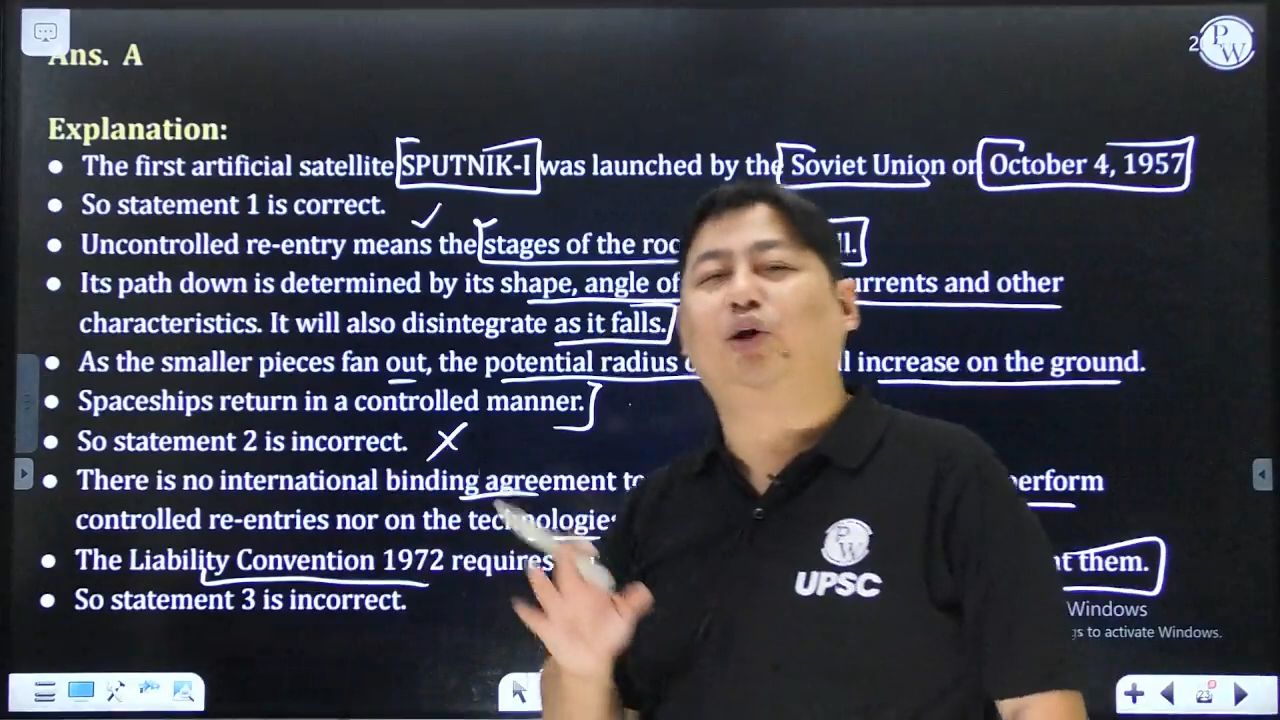 Ans. A
2
PW
Explanation:
• The first artificial satellite SPUTNIK-I was launched by the Soviet Union on October 4, 1957
• So statement 1 is correct.
• Uncontrolled re-entry means the stages of the
• Its path down is determined by its shape, angle of and other
characteristics. It will also disintegrate as it falls.
• As the smaller pieces fan out, the potential radius increase on the ground.
• Spaceships return in a controlled manner.
• So statement 2 is incorrect.
• There is no international binding agreement
controlled re-entries nor on the
• The Liability Convention 1972 requires them.
• So statement 3 is incorrect.
PW
UPSC
Windows
to activate Windows.
23